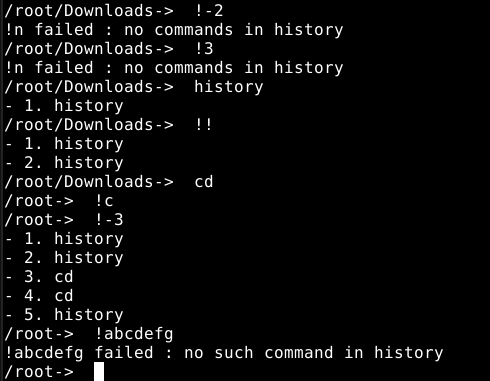 /root/Downloads->  !-2
!n failed : no commands in history
/root/Downloads->  !3
!n failed : no commands in history
/root/Downloads->  history
- 1. history
/root/Downloads->  !!
- 1. history
- 2. history
/root/Downloads->  cd
/root->  !c
/root->  !-3
- 1. history
- 2. history
- 3. cd
- 4. cd
- 5. history
/root->  !abcdefg
!abcdefg failed : no such command in history
/root->